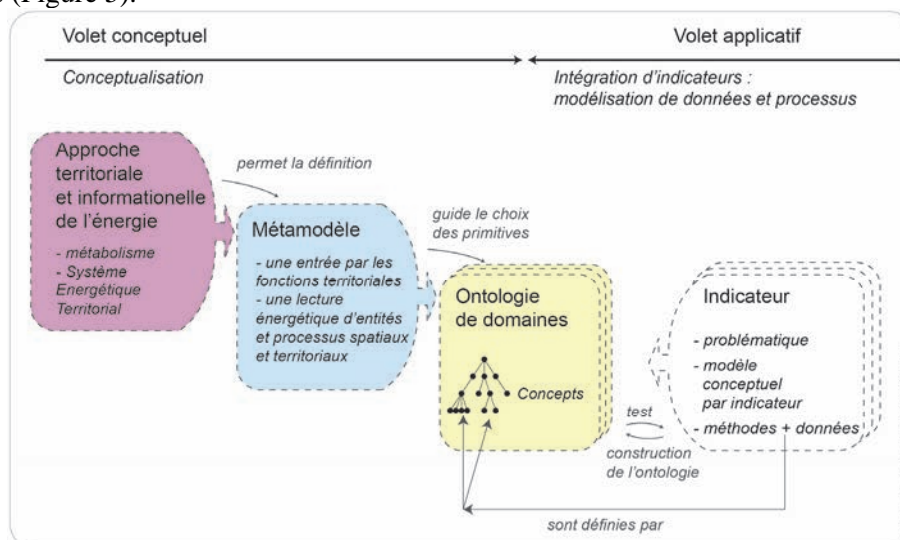 (Figure 3).
Volet conceptuel
Volet applicatif
Conceptualisation
Intégration d'indicateurs :
modélisation de données et processus
Approche
territoriale
et informationelle
de l'énergie
- métabolisme
- Système
Energétique
Territorial
permet la définition
Métamodèle
- une entrée par les
fonctions territoriales
- une lecture
énergétique d'entités
et processus spatiaux
et territoriaux
guide le choix
des primitives
Ontologie
de domaines
Concepts
test
construction
de l'ontologie
Indicateur
- problématique
- modèle
conceptuel
par indicateur
- méthodes + données
sont définies par